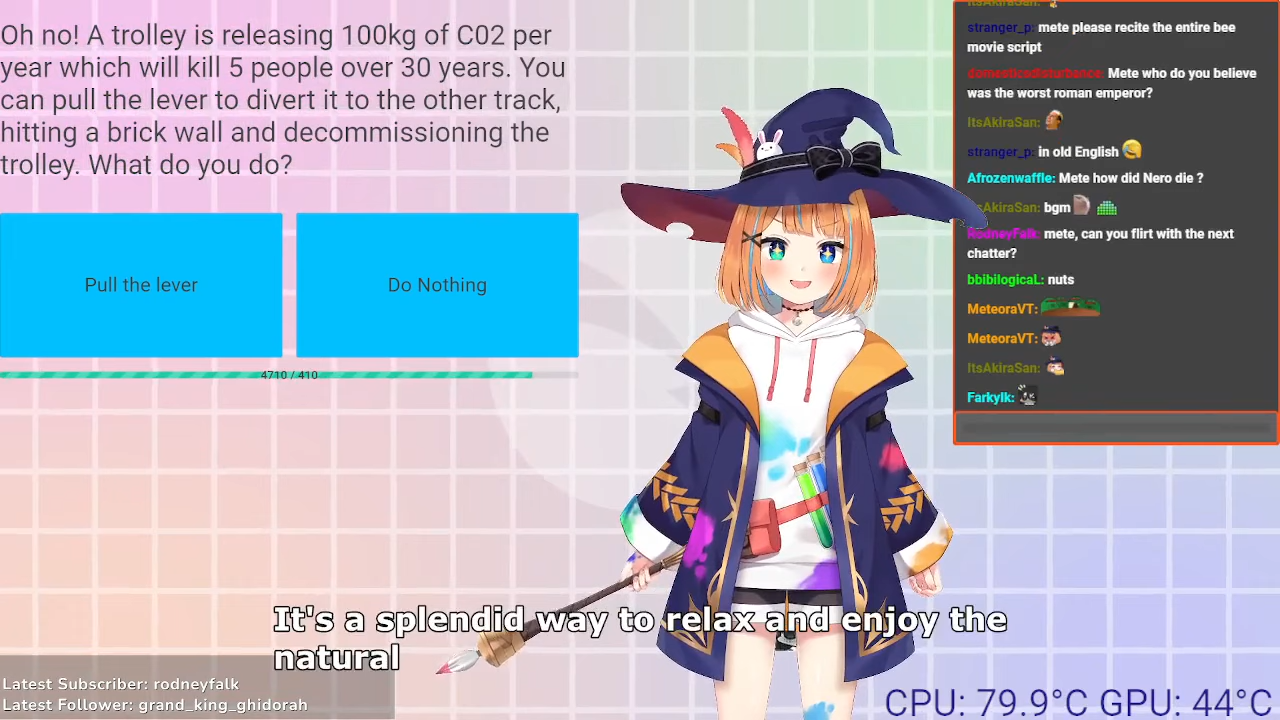 Oh no! A trolley is releasing 100kg of C02 per
year which will kill 5 people over 30 years. You
can pull the lever to divert it to the other track,
hitting a brick wall and decommissioning the
trolley. What do you do?
Pull the lever
Do Nothing
4710 / 410
ItsAkiraSan:
stranger_p: mete please recite the entire bee
movie script
domesticdisturbance: Mete who do you believe
was the worst roman emperor?
ItsAkiraSan:
stranger_p: in old English
Afrozenwaffle: Mete how did Nero die ?
ItsAkiraSan: bgm
RodneyFalk: mete, can you flirt with the next
chatter?
bbibilogicaL: nuts
MeteoraVT:
MeteoraVT:
ItsAkiraSan:
Farkylk:
It's a splendid way to relax and enjoy the
natural
Latest Subscriber: rodneyfalk
Latest Follower: grand_king_ghidorah
CPU: 79.9°C GPU: 44°C